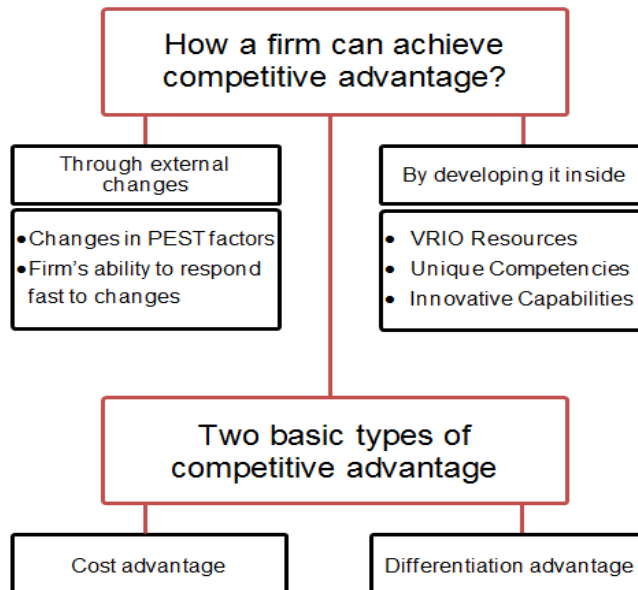 How a firm can achieve
competitive advantage?
Through external
changes
By developing it inside
•Changes in PEST factors
•Firm's ability to respond
fast to changes
• VRIO Resources
• Unique Competencies
• Innovative Capabilities
Two basic types of
competitive advantage
Cost advantage
Differentiation advantage